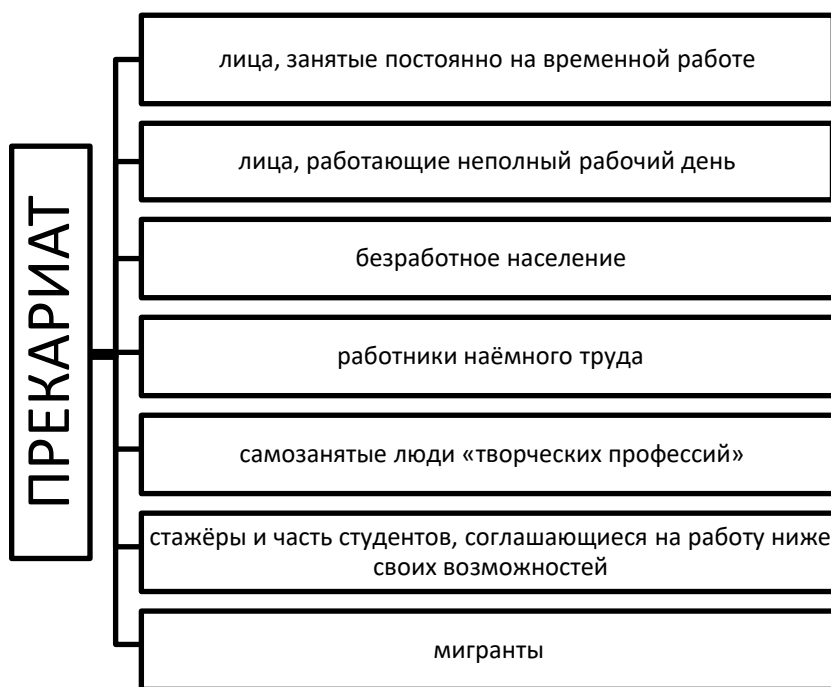 ПРЕКАРИАТ
лица, занятые постоянно на временной работе
лица, работающие неполный рабочий день
безработное население
работники наёмного труда
самозанятые люди «творческих профессий»
стажёры и часть студентов, соглашающиеся на работу ниже
своих возможностей
мигранты